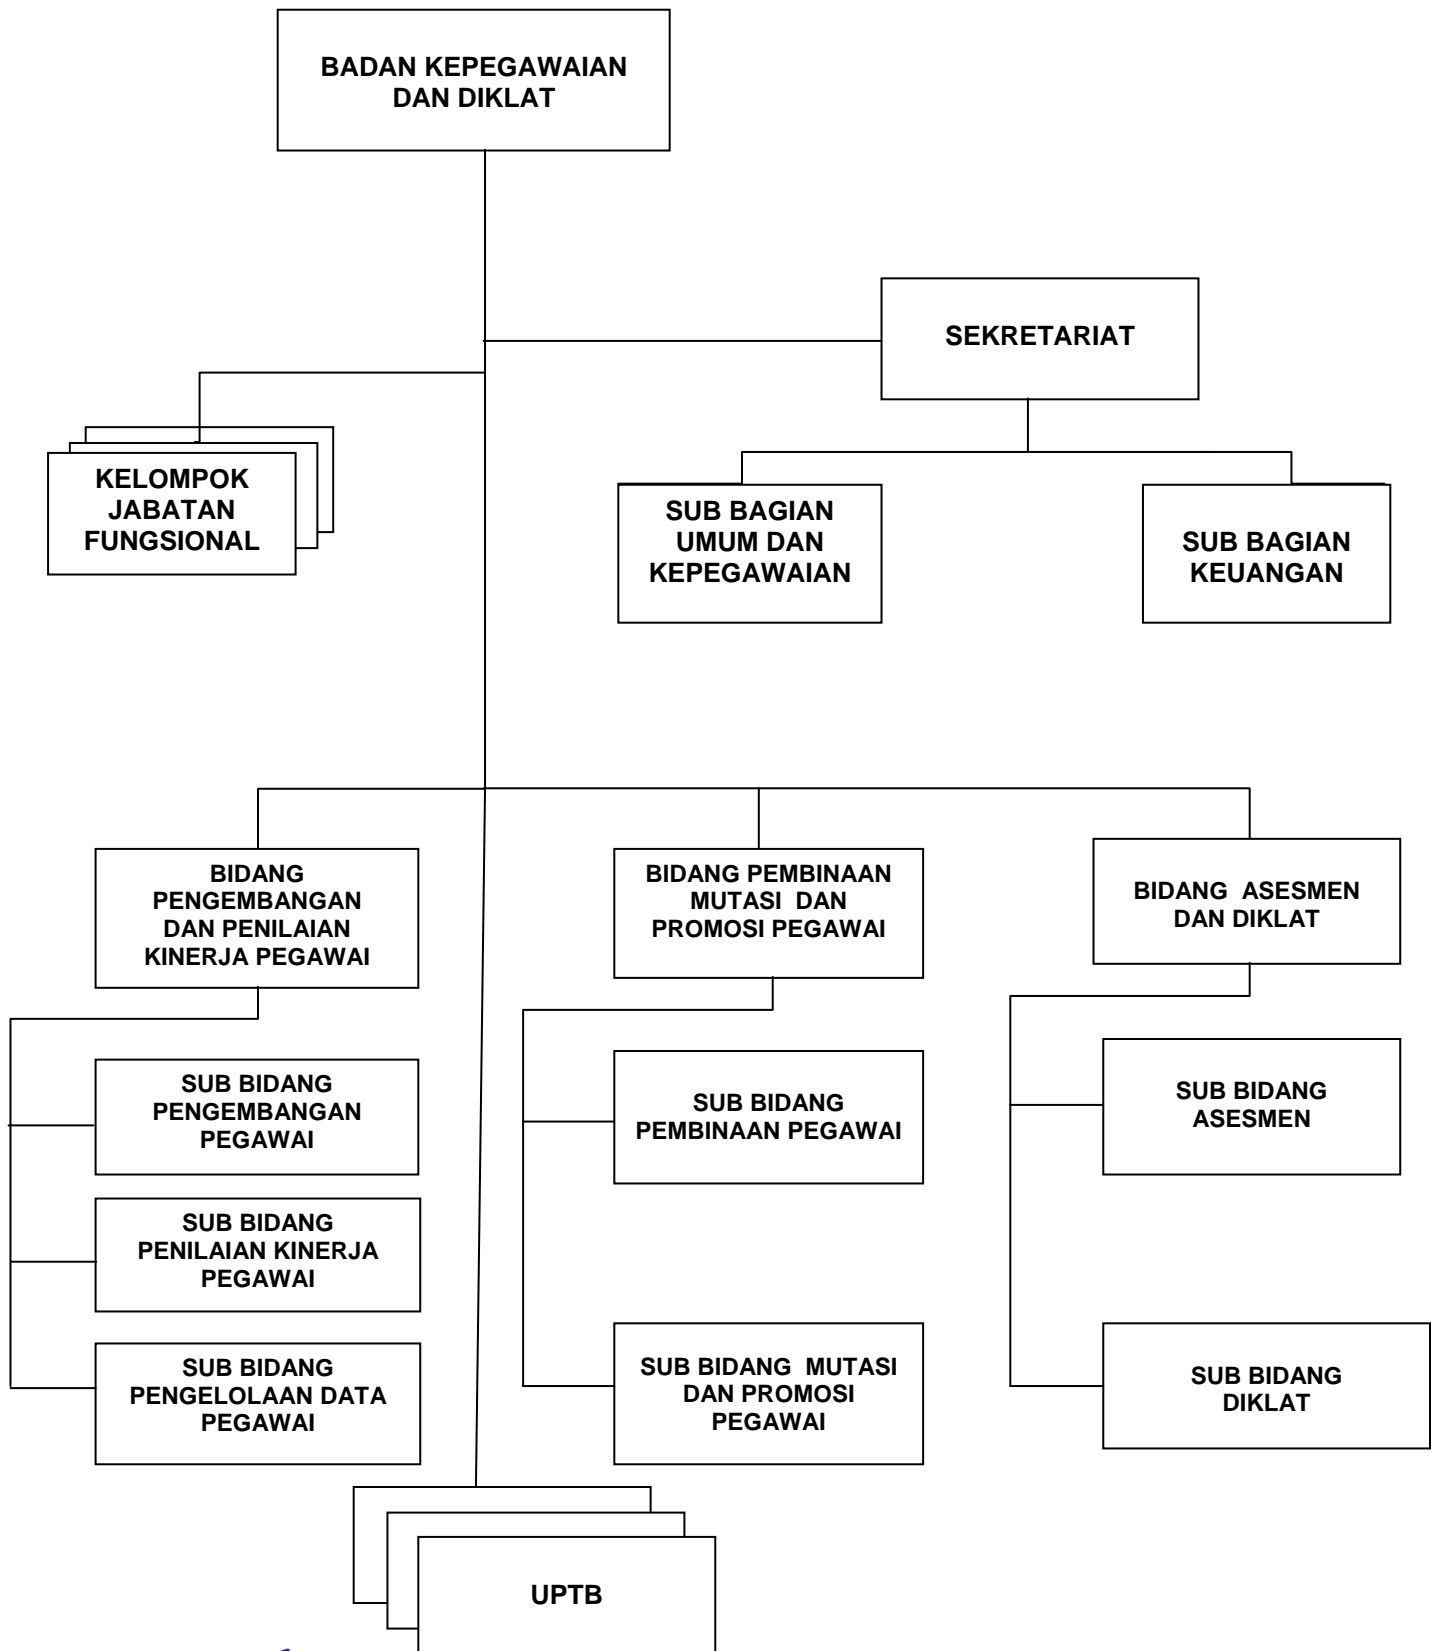 BADAN KEPEGAWAIAN
DAN DIKLAT
SEKRETARIAT
KELOMPOK
JABATAN
FUNGSIONAL
SUB BAGIAN
UMUM DAN
KEPEGAWAIAN
SUB BAGIAN
KEUANGAN
BIDANG
PENGEMBANGAN
DAN PENILAIAN
KINERJA PEGAWAI
BIDANG PEMBINAAN
MUTASI DAN
PROMOSI PEGAWAI
BIDANG ASESMEN
DAN DIKLAT
SUB BIDANG
PENGEMBANGAN
PEGAWAI
SUB BIDANG
PEMBINAAN PEGAWAI
SUB BIDANG
ASESMEN
SUB BIDANG
PENILAIAN KINERJA
PEGAWAI
SUB BIDANG
PENGELOLAAN DATA
PEGAWAI
SUB BIDANG MUTASI
DAN PROMOSI
PEGAWAI
SUB BIDANG
DIKLAT
UPTB